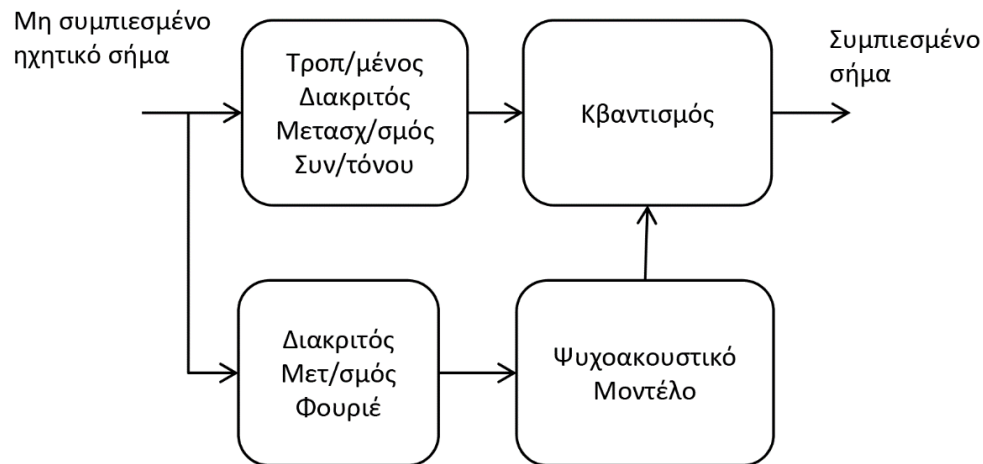 Μη συμπιεσμένο
ηχητικό σήμα
Τροπ/μένος
Διακριτός
Μετασχ/σμός
Συν/τόνου
Κβαντισμός
Συμπιεσμένο
σήμα
Διακριτός
Μετ/σμός
Φουριέ
Ψυχοακουστικό
Μοντέλο